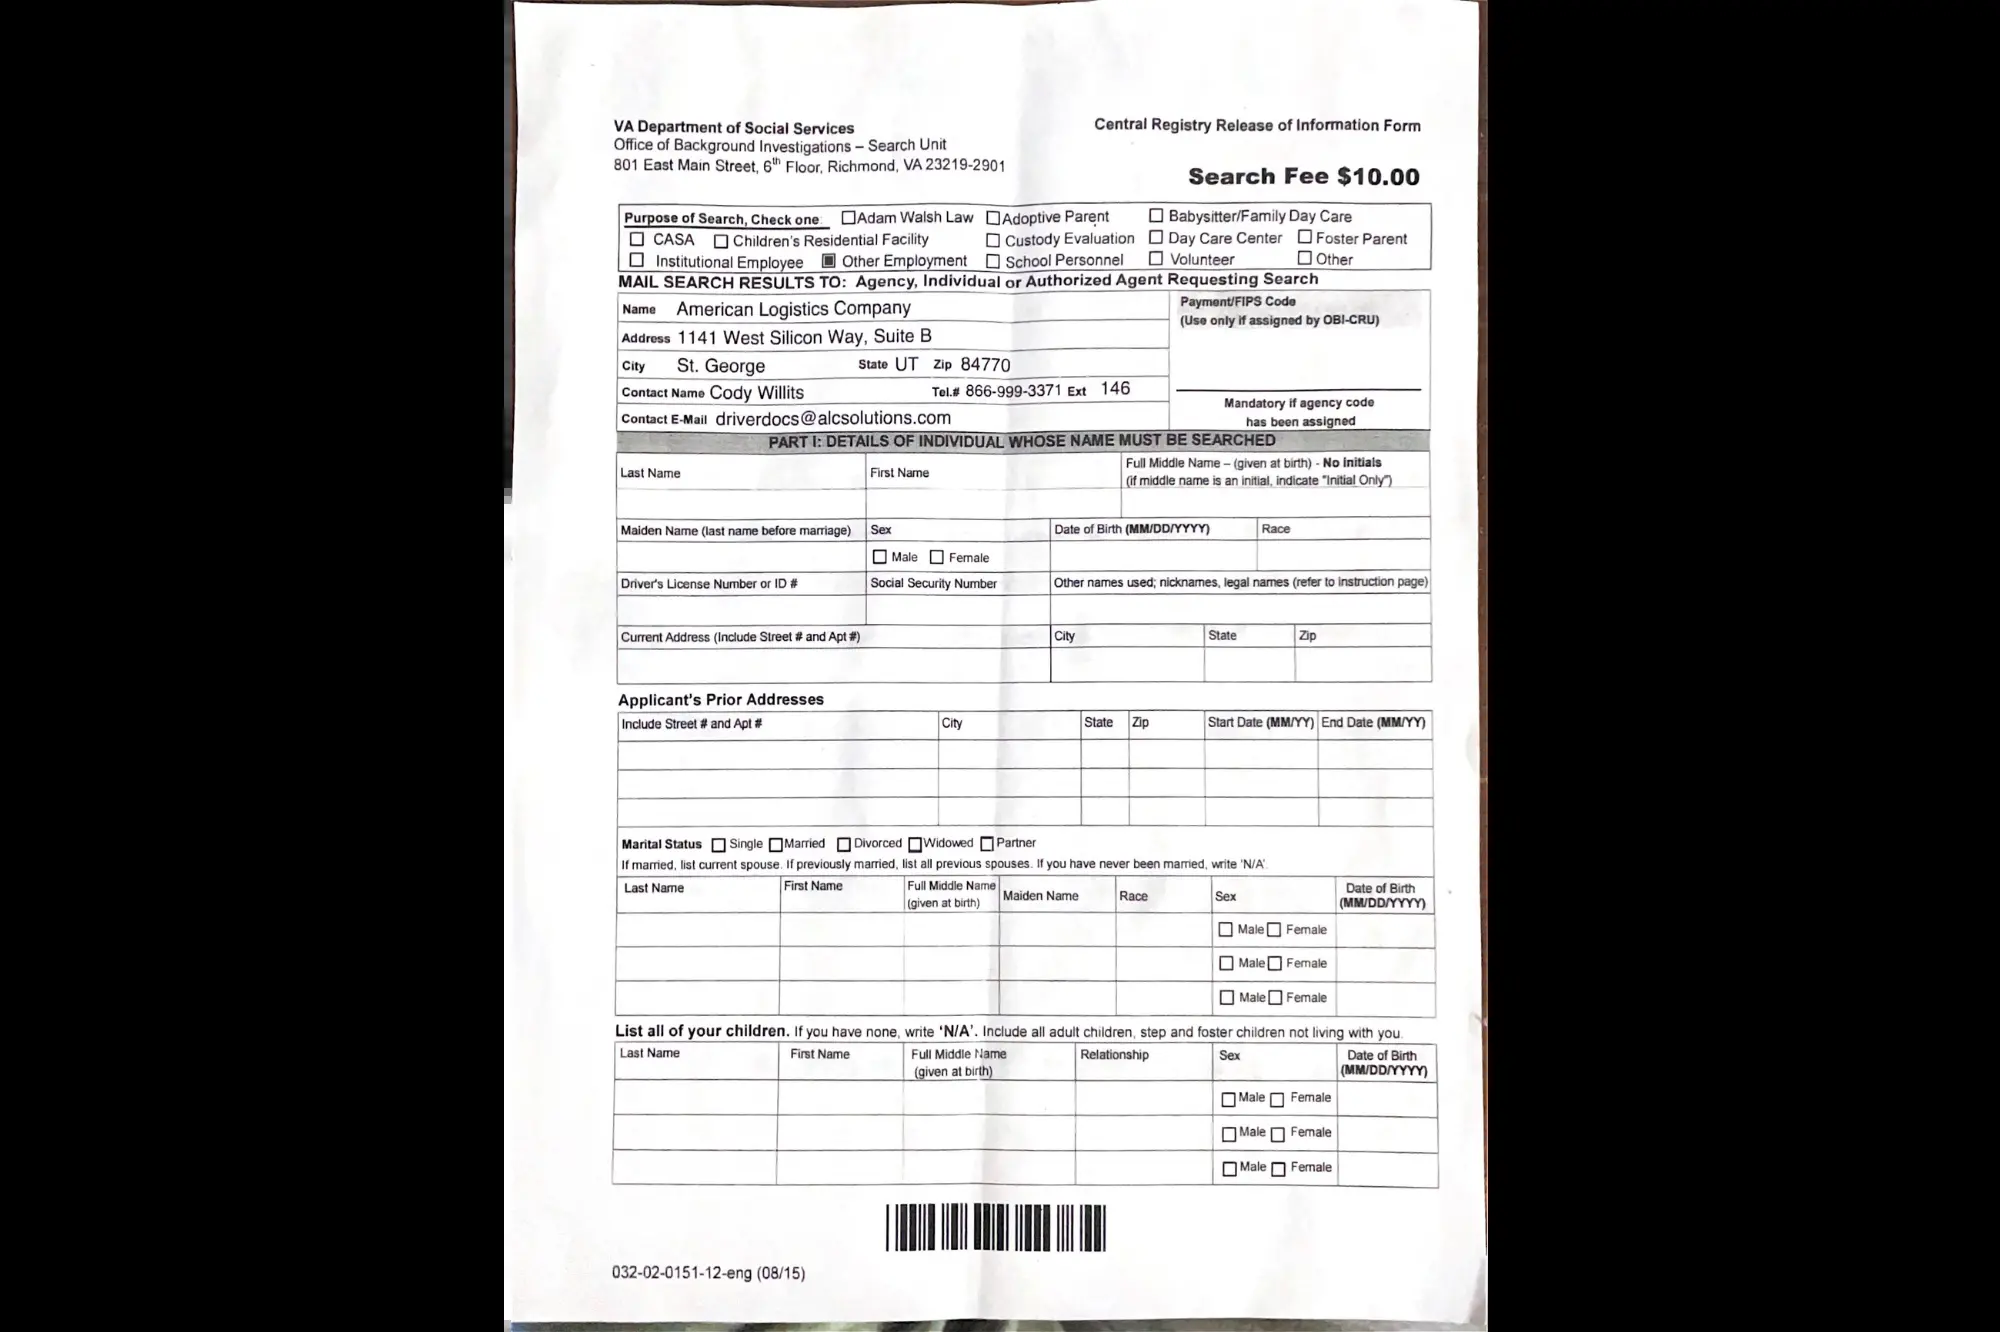 VA Department of Social Services
Central Registry Release of Information Form
Office of Background Investigations – Search Unit
801 East Main Street, 6th Floor, Richmond, VA 23219-2901
Search Fee $10.00
Purpose of Search, Check one: ☐Adam Walsh Law ☐Adoptive Parent ☐ Babysitter/Family Day Care
☐ CASA ☐ Children's Residential Facility ☐ Custody Evaluation ☐ Day Care Center ☐ Foster Parent
☐ Institutional Employee ▣ Other Employment ☐ School Personnel ☐ Volunteer ☐ Other
MAIL SEARCH RESULTS TO: Agency, Individual or Authorized Agent Requesting Search
Name American Logistics Company
Payment/FIPS Code
(Use only if assigned by OBI-CRU)
Address 1141 West Silicon Way, Suite B
City St. George State UT Zip 84770
Contact Name Cody Willits Tel.# 866-999-3371 Ext 146
Mandatory if agency code
has been assigned
Contact E-Mail driverdocs@alcsolutions.com
PART I: DETAILS OF INDIVIDUAL WHOSE NAME MUST BE SEARCHED
Last Name First Name Full Middle Name – (given at birth) - No Initials
(if middle name is an initial, indicate "Initial Only")
Maiden Name (last name before marriage) Sex Date of Birth (MM/DD/YYYY) Race
☐ Male ☐ Female
Driver's License Number or ID # Social Security Number Other names used; nicknames, legal names (refer to instruction page)
Current Address (Include Street # and Apt #) City State Zip
Applicant's Prior Addresses
Include Street # and Apt # City State Zip Start Date (MM/YY) End Date (MM/YY)
Marital Status ☐ Single ☐Married ☐ Divorced ☐Widowed ☐Partner
If married, list current spouse. If previously married, list all previous spouses. If you have never been married, write 'N/A'.
Last Name First Name Full Middle Name (given at birth) Maiden Name Race Sex Date of Birth (MM/DD/YYYY)
☐ Male☐ Female
☐ Male☐ Female
☐ Male☐ Female
List all of your children. If you have none, write 'N/A'. Include all adult children, step and foster children not living with you.
Last Name First Name Full Middle Name (given at birth) Relationship Sex Date of Birth (MM/DD/YYYY)
☐ Male ☐ Female
☐ Male ☐ Female
☐ Male ☐ Female
032-02-0151-12-eng (08/15)